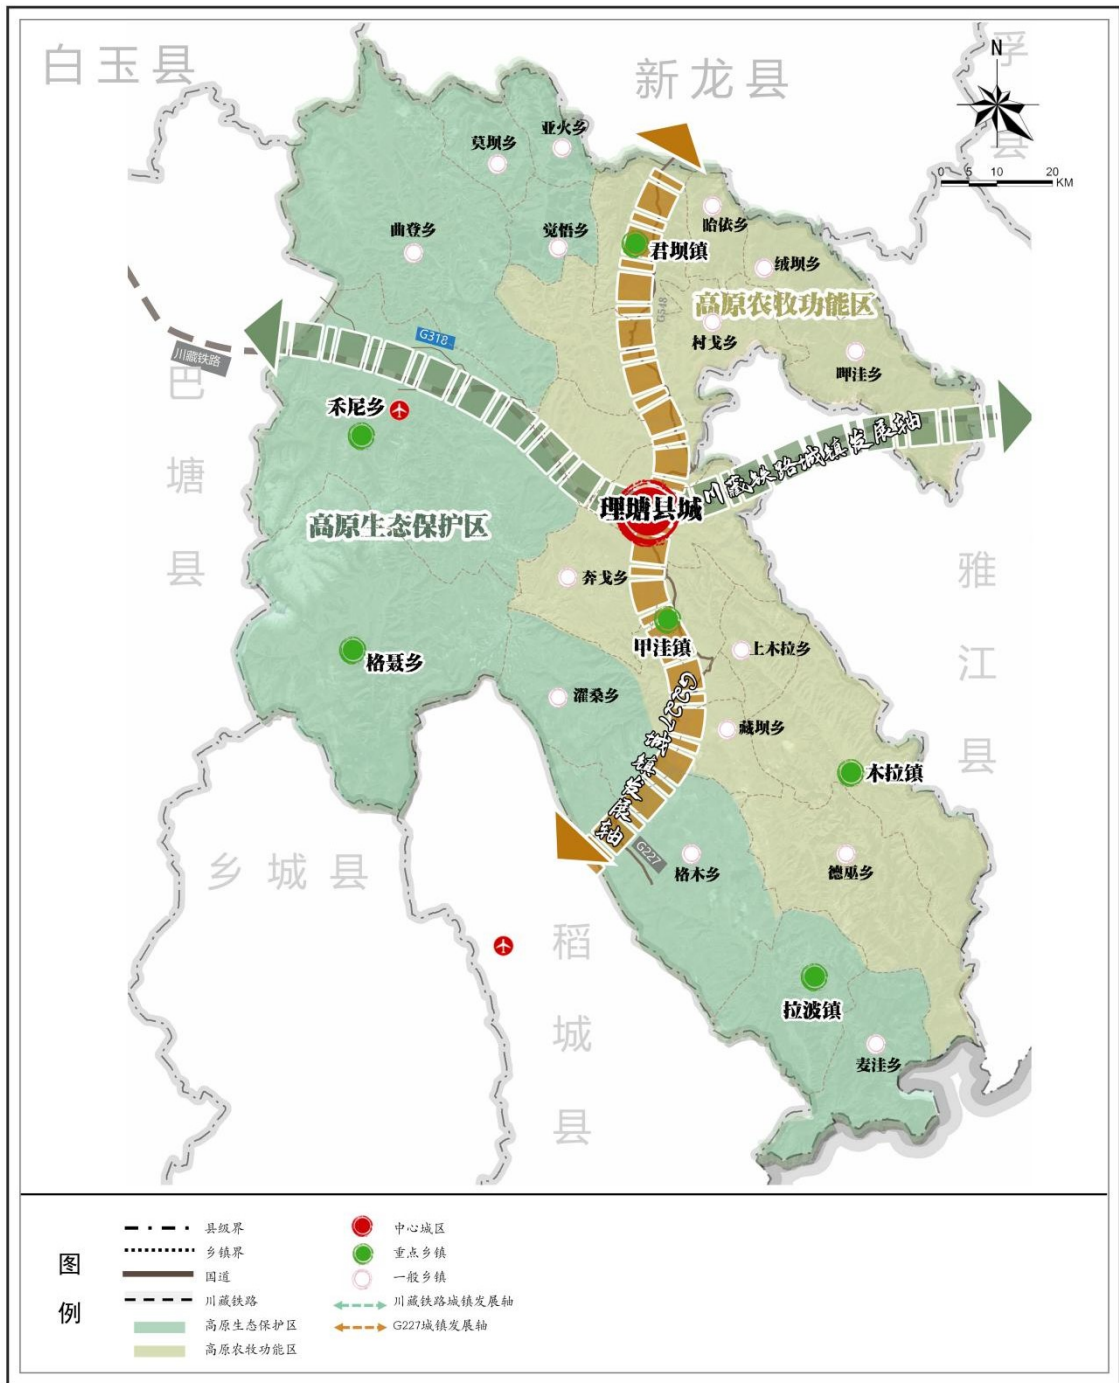 白玉县
新龙县
孚
县
N
0 5 10 20
KM
亚火乡
莫坝乡
哈依乡
曲登乡
觉悟乡
君坝镇
绒坝乡
高原农牧功能区
G548
G318
村戈乡
呷洼乡
川藏铁路
巴塘县
禾尼乡
川藏铁路城镇发展轴
理塘县城
高原生态保护区
雅江县
奔戈乡
甲洼镇
上木拉乡
格聂乡
濯桑乡
G227城镇发展轴
藏坝乡
木拉镇
G227
格木乡
德巫乡
乡城县
稻城县
拉波镇
麦洼乡
图例
县级界
乡镇界
国道
川藏铁路
高原生态保护区
高原农牧功能区
中心城区
重点乡镇
一般乡镇
川藏铁路城镇发展轴
G227城镇发展轴